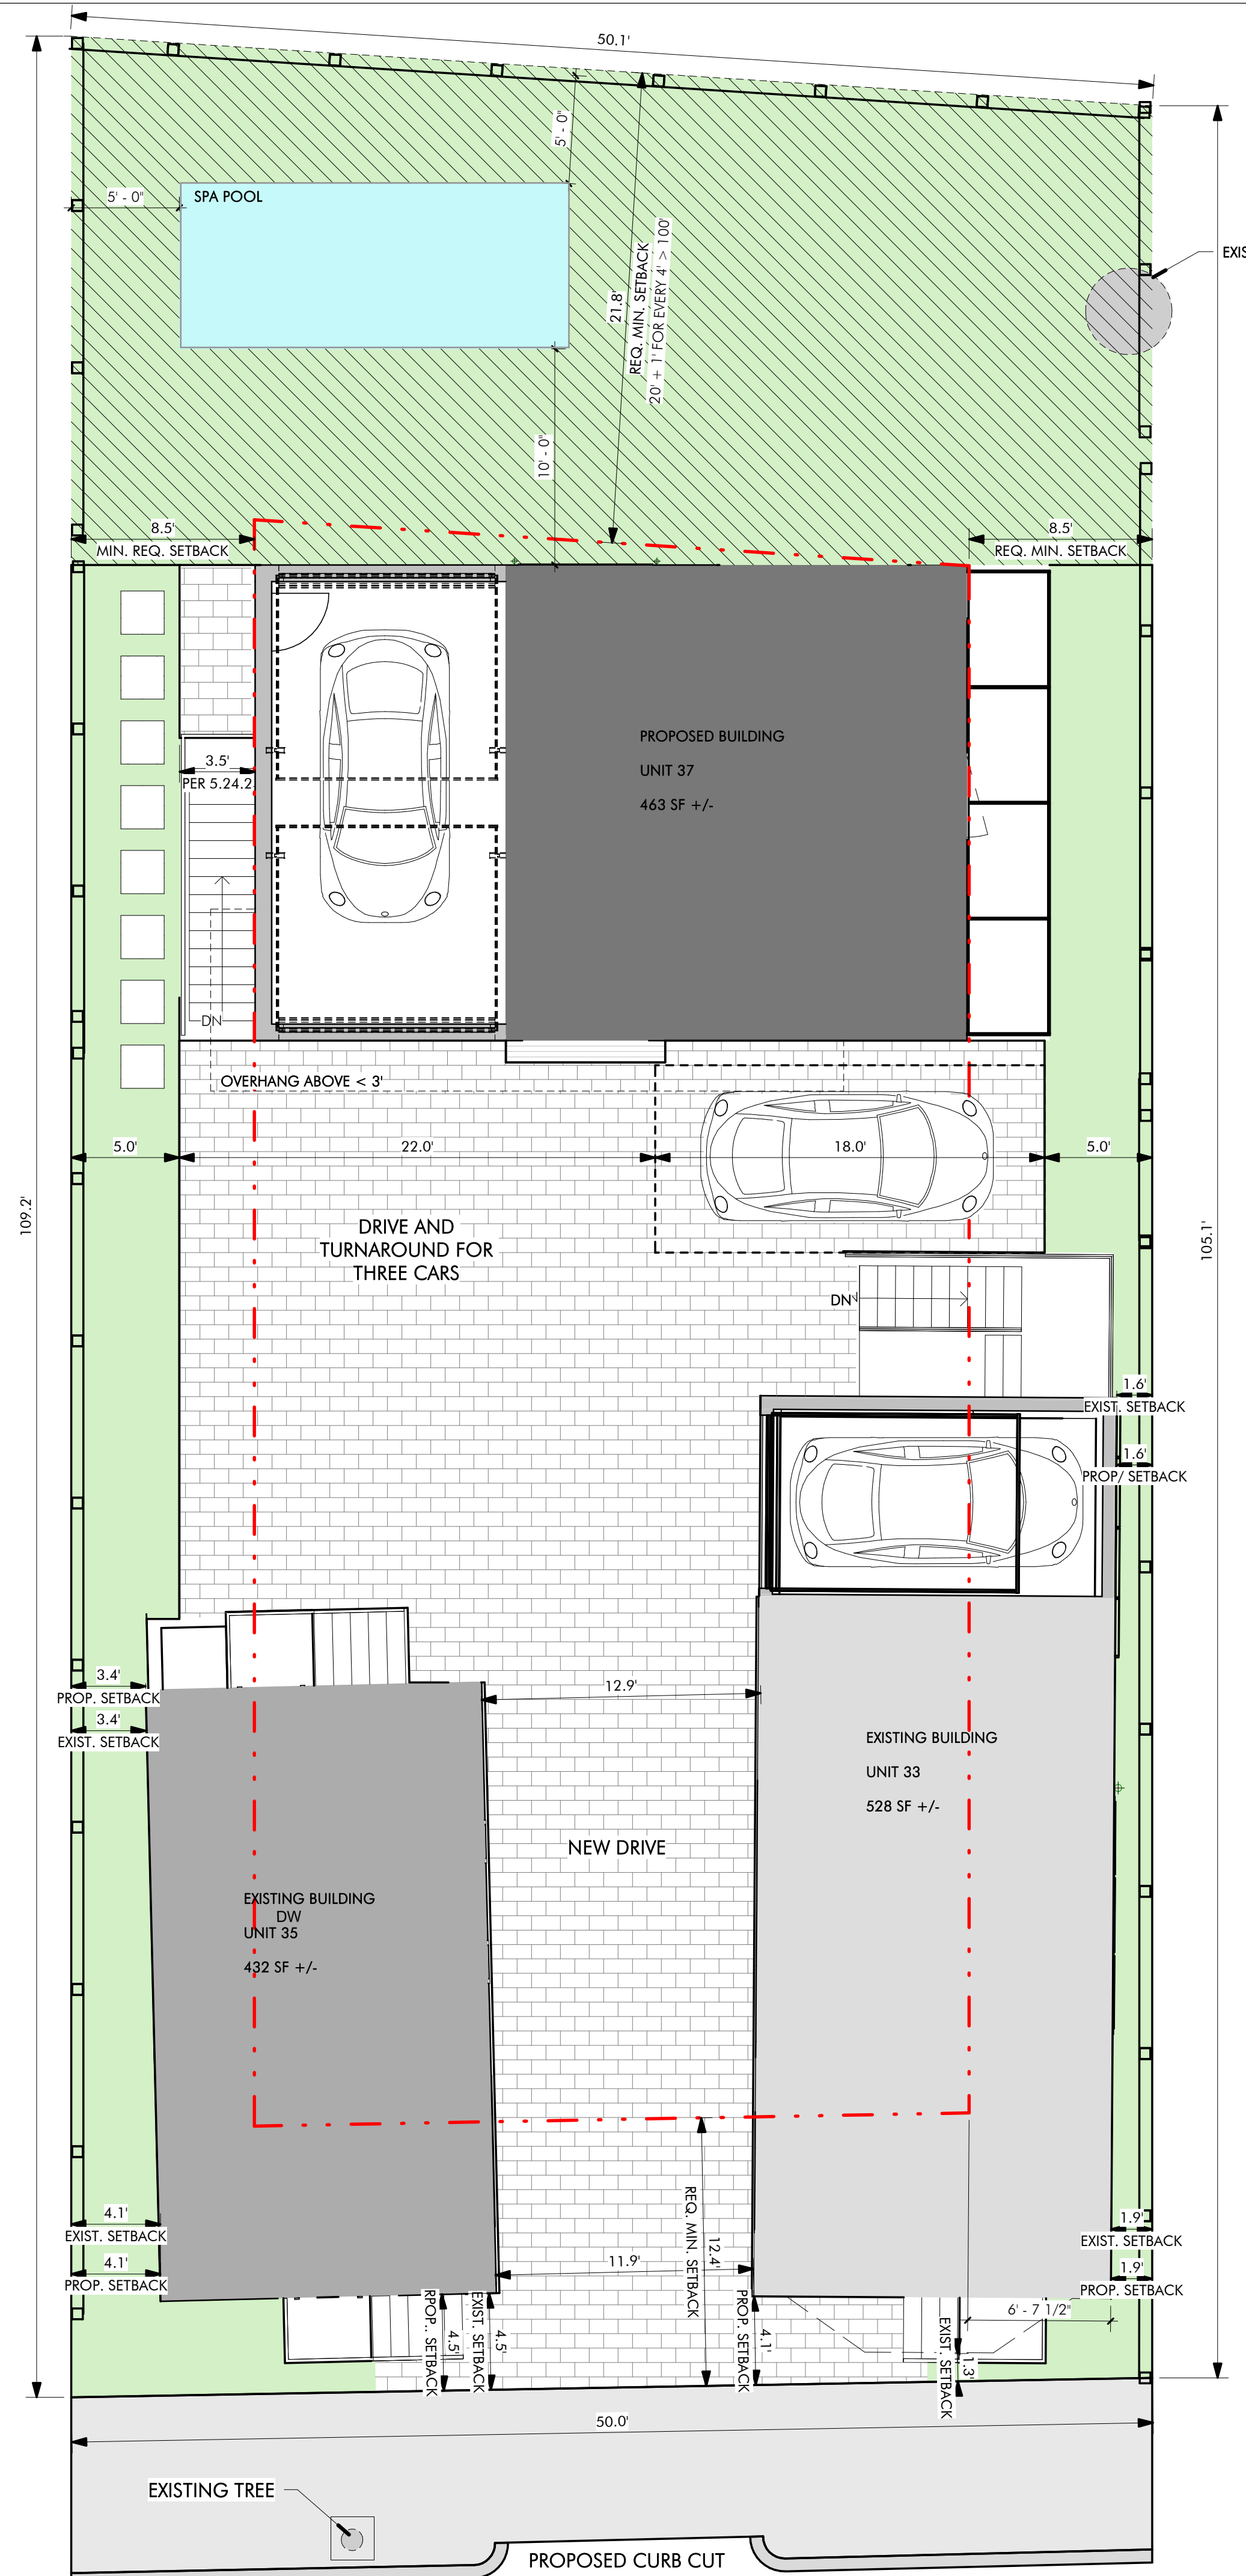 50.1'
5' - 0"
5' - 0"
SPA POOL
EXIS
21.8'
REQ. MIN. SETBACK
20' + 1' FOR EVERY 4' > 100'
10' - 0"
8.5'
MIN. REQ. SETBACK
8.5'
REQ. MIN. SETBACK
PROPOSED BUILDING
UNIT 37
463 SF +/-
3.5'
PER 5.24.2
DN
OVERHANG ABOVE < 3'
5.0'
22.0'
18.0'
5.0'
109.2'
105.1'
DRIVE AND
TURNAROUND FOR
THREE CARS
DN
1.6'
EXIST. SETBACK
1.6'
PROP/ SETBACK
3.4'
PROP. SETBACK
3.4'
EXIST. SETBACK
12.9'
EXISTING BUILDING
UNIT 33
528 SF +/-
NEW DRIVE
EXISTING BUILDING
DW
UNIT 35
432 SF +/-
4.1'
EXIST. SETBACK
4.1'
PROP. SETBACK
REQ. MIN. SETBACK
12.4'
11.9'
1.9'
EXIST. SETBACK
1.9'
PROP. SETBACK
6' - 7 1/2"
RPOP.. SETBACK
4.5'
EXIST. SETBACK
4.5'
PROP. SETBACK
4.1'
EXIST. SETBACK
1.3'
50.0'
EXISTING TREE
PROPOSED CURB CUT